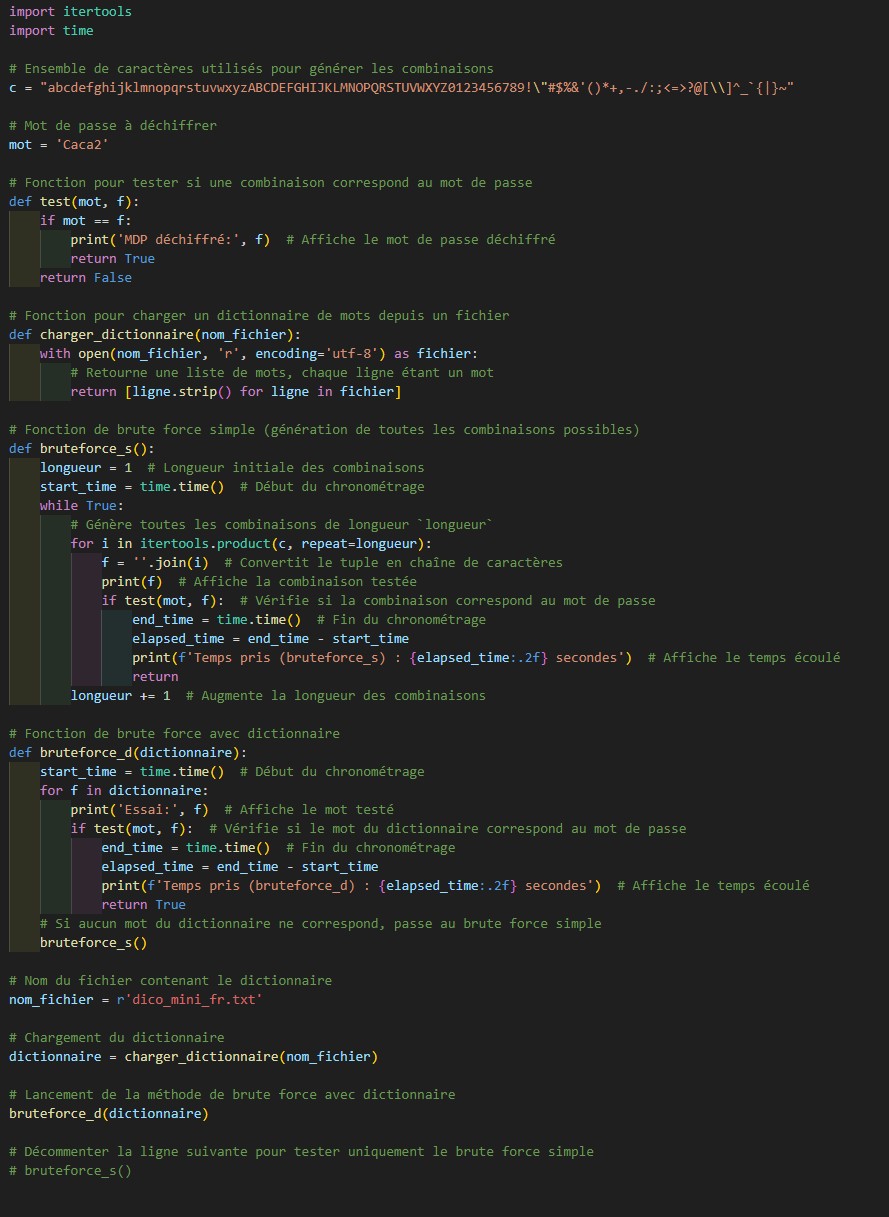 import itertools
import time

# Ensemble de caractères utilisés pour générer les combinaisons
c = "abcdefghijklmnopqrstuvwxyzABCDEFGHIJKLMNOPQRSTUVWXYZ0123456789!\"#$%&'()*+,-./:;<=>?@[\\]^_`{|}~"

# Mot de passe à déchiffrer
mot = 'Caca2'

# Fonction pour tester si une combinaison correspond au mot de passe
def test(mot, f):
    if mot == f:
        print('MDP déchiffré:', f)  # Affiche le mot de passe déchiffré
        return True
    return False

# Fonction pour charger un dictionnaire de mots depuis un fichier
def charger_dictionnaire(nom_fichier):
    with open(nom_fichier, 'r', encoding='utf-8') as fichier:
        # Retourne une liste de mots, chaque ligne étant un mot
        return [ligne.strip() for ligne in fichier]

# Fonction de brute force simple (génération de toutes les combinaisons possibles)
def bruteforce_s():
    longueur = 1  # Longueur initiale des combinaisons
    start_time = time.time()  # Début du chronométrage
    while True:
        # Génère toutes les combinaisons de longueur `longueur`
        for i in itertools.product(c, repeat=longueur):
            f = ''.join(i)  # Convertit le tuple en chaîne de caractères
            print(f)  # Affiche la combinaison testée
            if test(mot, f):  # Vérifie si la combinaison correspond au mot de passe
                end_time = time.time()  # Fin du chronométrage
                elapsed_time = end_time - start_time
                print(f'Temps pris (bruteforce_s) : {elapsed_time:.2f} secondes')  # Affiche le temps écoulé
                return
        longueur += 1  # Augmente la longueur des combinaisons

# Fonction de brute force avec dictionnaire
def bruteforce_d(dictionnaire):
    start_time = time.time()  # Début du chronométrage
    for f in dictionnaire:
        print('Essai:', f)  # Affiche le mot testé
        if test(mot, f):  # Vérifie si le mot du dictionnaire correspond au mot de passe
            end_time = time.time()  # Fin du chronométrage
            elapsed_time = end_time - start_time
            print(f'Temps pris (bruteforce_d) : {elapsed_time:.2f} secondes')  # Affiche le temps écoulé
            return True
    # Si aucun mot du dictionnaire ne correspond, passe au brute force simple
    bruteforce_s()

# Nom du fichier contenant le dictionnaire
nom_fichier = r'dico_mini_fr.txt'

# Chargement du dictionnaire
dictionnaire = charger_dictionnaire(nom_fichier)

# Lancement de la méthode de brute force avec dictionnaire
bruteforce_d(dictionnaire)

# Décommenter la ligne suivante pour tester uniquement le brute force simple
# bruteforce_s()